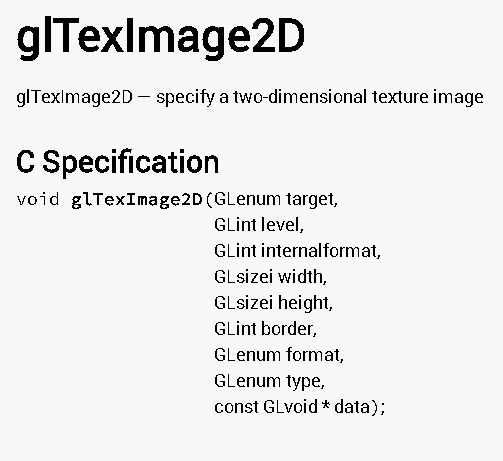 glTexImage2D
glTexImage2D — specify a two-dimensional texture image
C Specification
void glTexImage2D(GLenum target,
GLint level,
GLint internalformat,
GLsizei width,
GLsizei height,
GLint border,
GLenum format,
GLenum type,
const GLvoid * data);